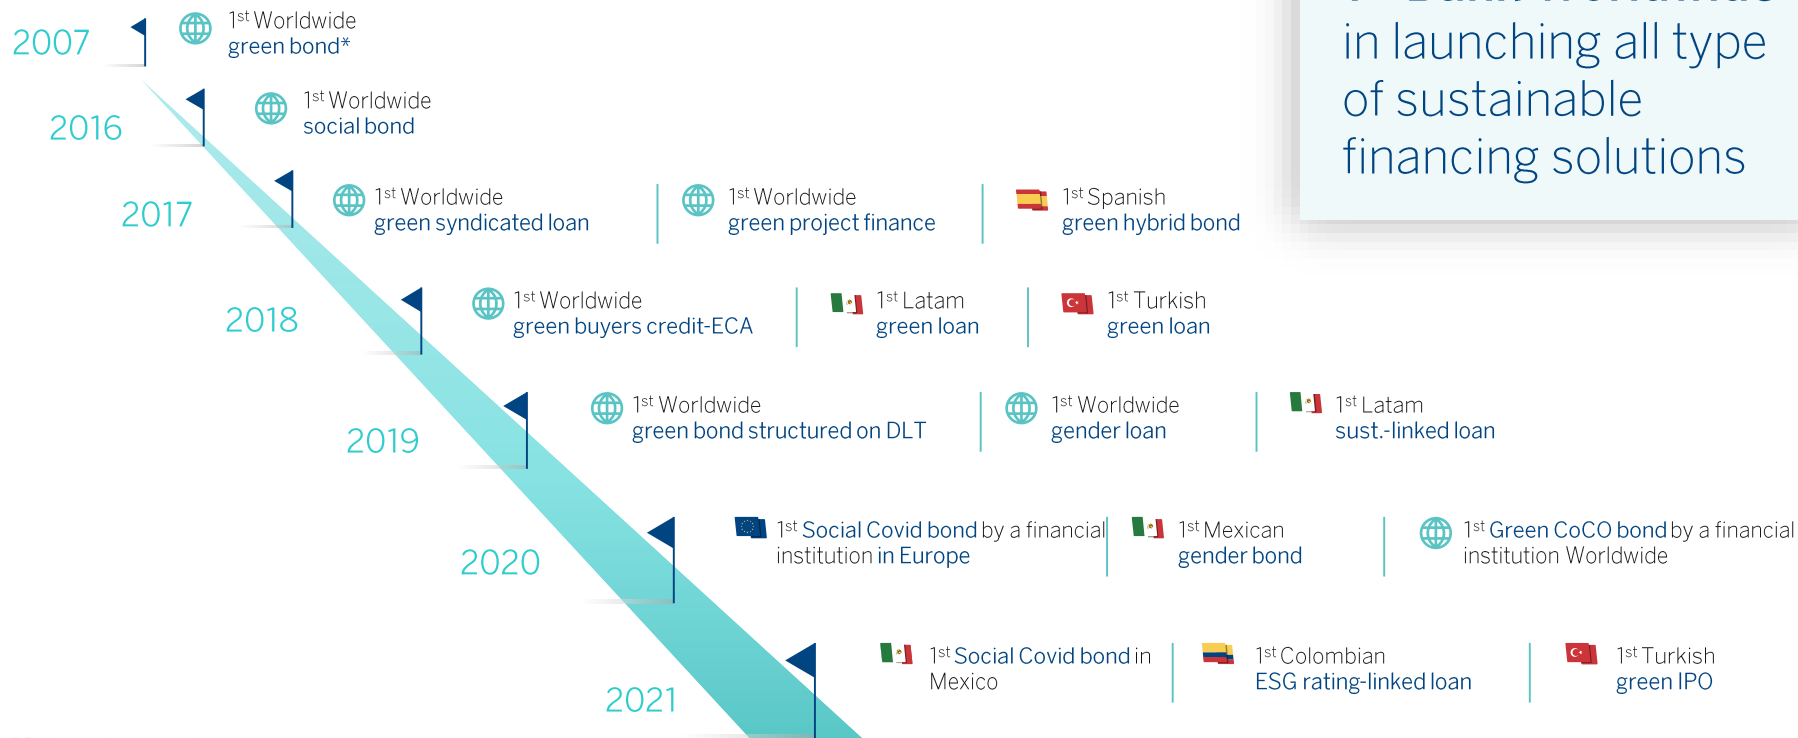 2007
1st Worldwide
green bond*
in launching all type
of sustainable
financing solutions
2016
1st Worldwide
social bond
2017
1st Worldwide
green syndicated loan
1st Worldwide
green project finance
1st Spanish
green hybrid bond
2018
1st Worldwide
green buyers credit-ECA
1st Latam
green loan
1st Turkish
green loan
2019
1st Worldwide
green bond structured on DLT
1st Worldwide
gender loan
1st Latam
sust.-linked loan
2020
1st Social Covid bond by a financial
institution in Europe
1st Mexican
gender bond
1st Green CoCO bond by a financial
institution Worldwide
2021
1st Social Covid bond in
Mexico
1st Colombian
ESG rating-linked loan
1st Turkish
green IPO